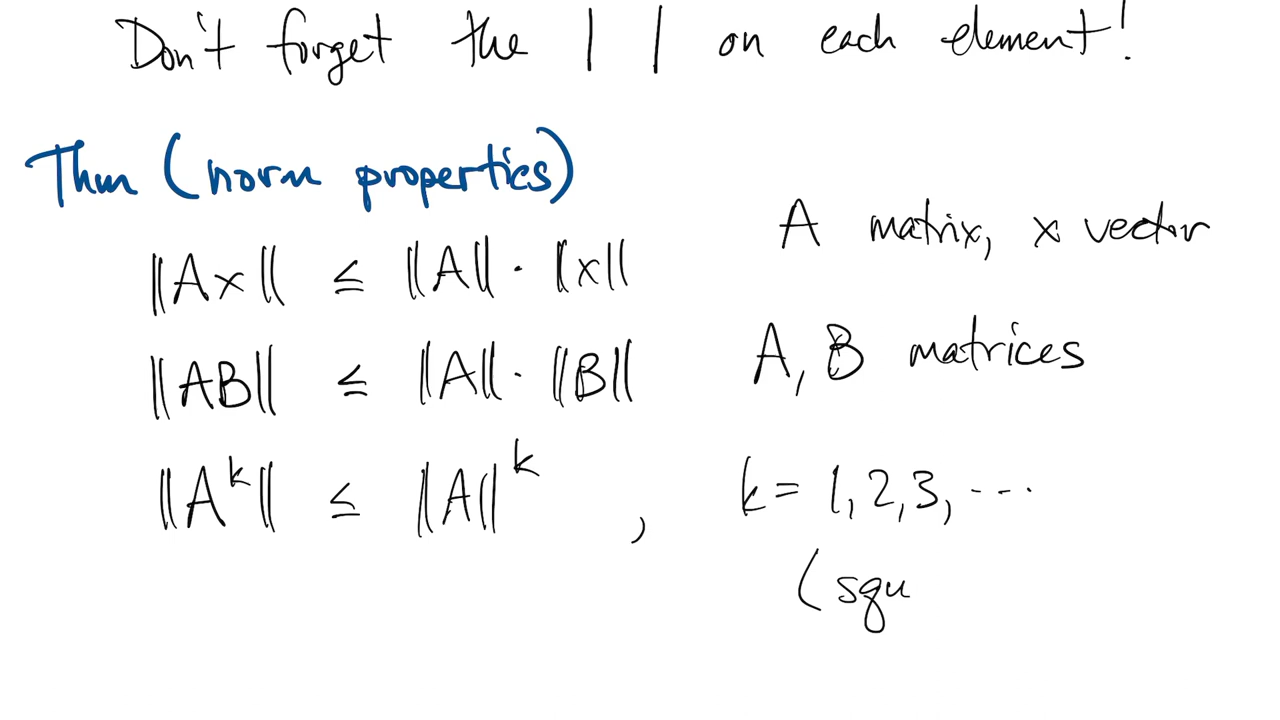 Don't forget the | | on each element!
Thm (norm properties)
‖Ax‖ ≤ ‖A‖ · ‖x‖ A matrix, x vector
‖AB‖ ≤ ‖A‖ · ‖B‖ A, B matrices
‖A^k‖ ≤ ‖A‖^k , k = 1, 2, 3, ...
(squ